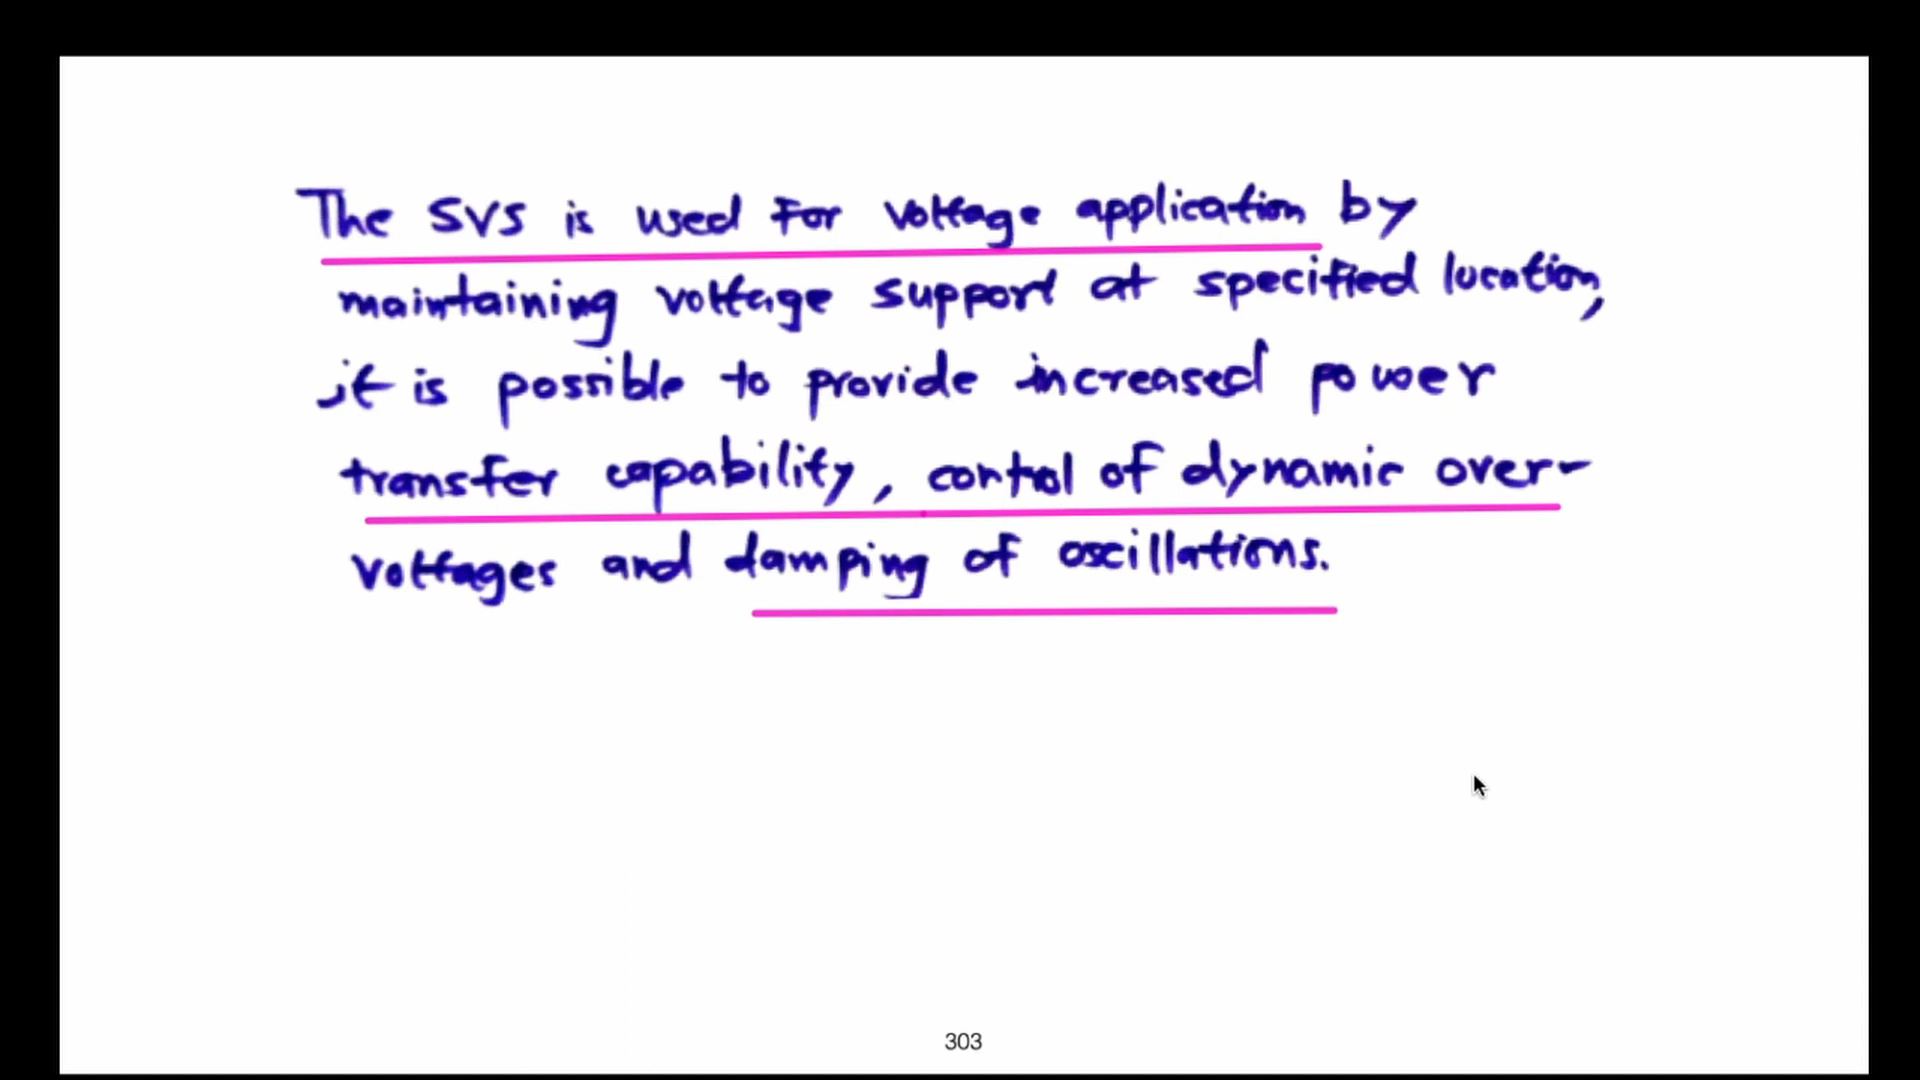 The SVS is used for voltage application by
maintaining voltage support at specified location,
it is possible to provide increased power
transfer capability, control of dynamic over-
voltages and damping of oscillations.
303